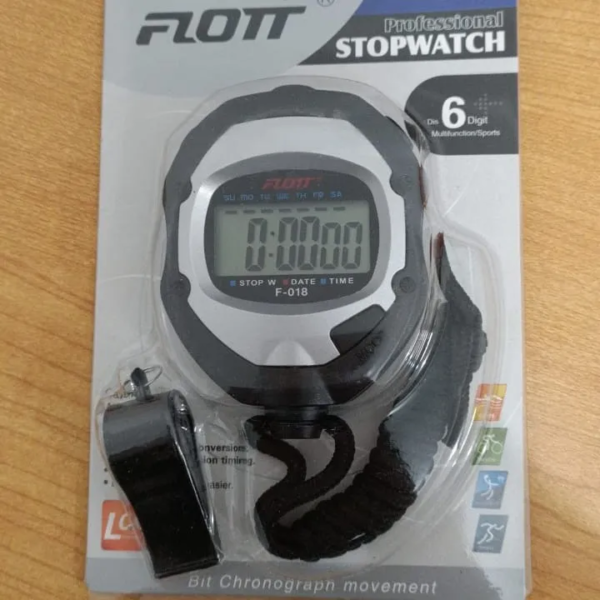 FLOTT ®
Professional
STOPWATCH
6
Digit
Multifunction/Sports
FLOTT
SU MO TU WE TH FR SA
0:0000
STOP W DATE TIME
F-018
onversion.
ion timing.
easier.
Bit Chronograph movement